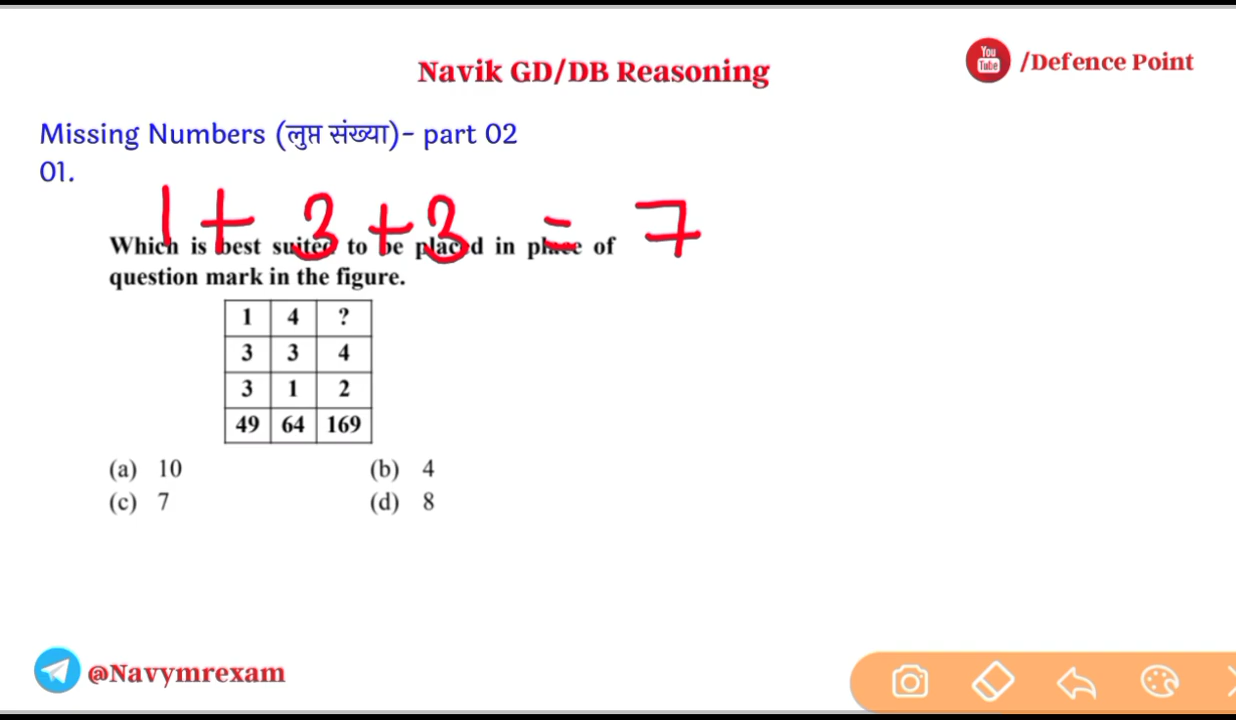 Navik GD/DB Reasoning
You Tube /Defence Point
Missing Numbers (लुप्त संख्या)- part 02
01.
1 + 3 + 3 = 7
Which is best suited to be placed in place of
question mark in the figure.
1 4 ?
3 3 4
3 1 2
49 64 169
(a) 10 (b) 4
(c) 7 (d) 8
@Navymrexam